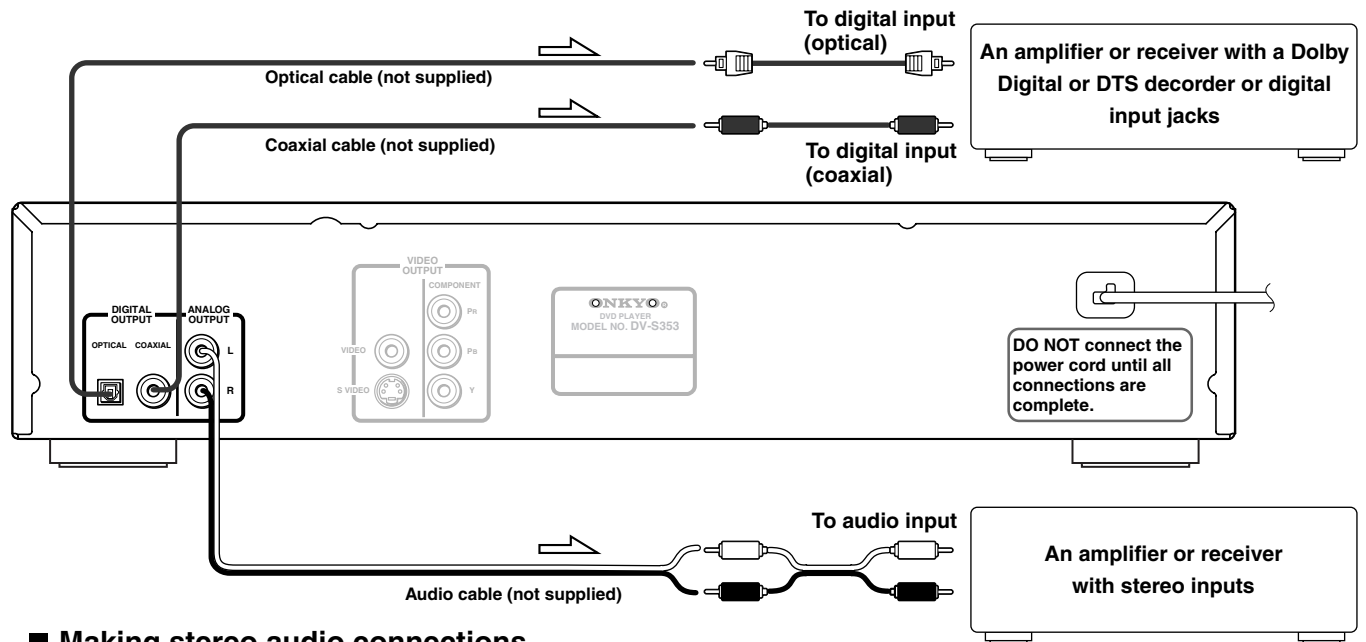 To digital input
(optical)
An amplifier or receiver with a Dolby
Digital or DTS decorder or digital
input jacks
Optical cable (not supplied)
Coaxial cable (not supplied)
To digital input
(coaxial)
VIDEO
OUTPUT
COMPONENT
PR
PB
Y
VIDEO
S VIDEO
ONKYO
DVD PLAYER
MODEL NO. DV-S353
DIGITAL
OUTPUT
ANALOG
OUTPUT
OPTICAL
COAXIAL
L
R
DO NOT connect the
power cord until all
connections are
complete.
To audio input
An amplifier or receiver
with stereo inputs
Audio cable (not supplied)
■ Making stereo audio connections